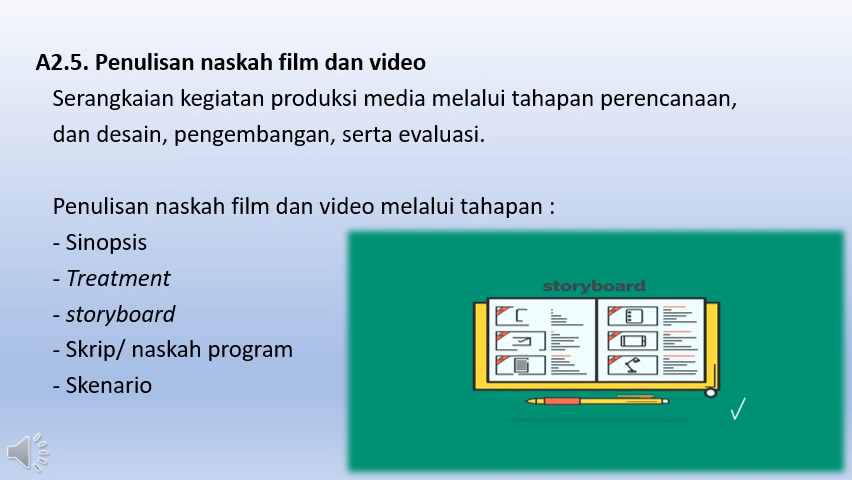 A2.5. Penulisan naskah film dan video
Serangkaian kegiatan produksi media melalui tahapan perencanaan,
dan desain, pengembangan, serta evaluasi.
Penulisan naskah film dan video melalui tahapan :
- Sinopsis
- Treatment
- storyboard
- Skrip/ naskah program
- Skenario
storyboard